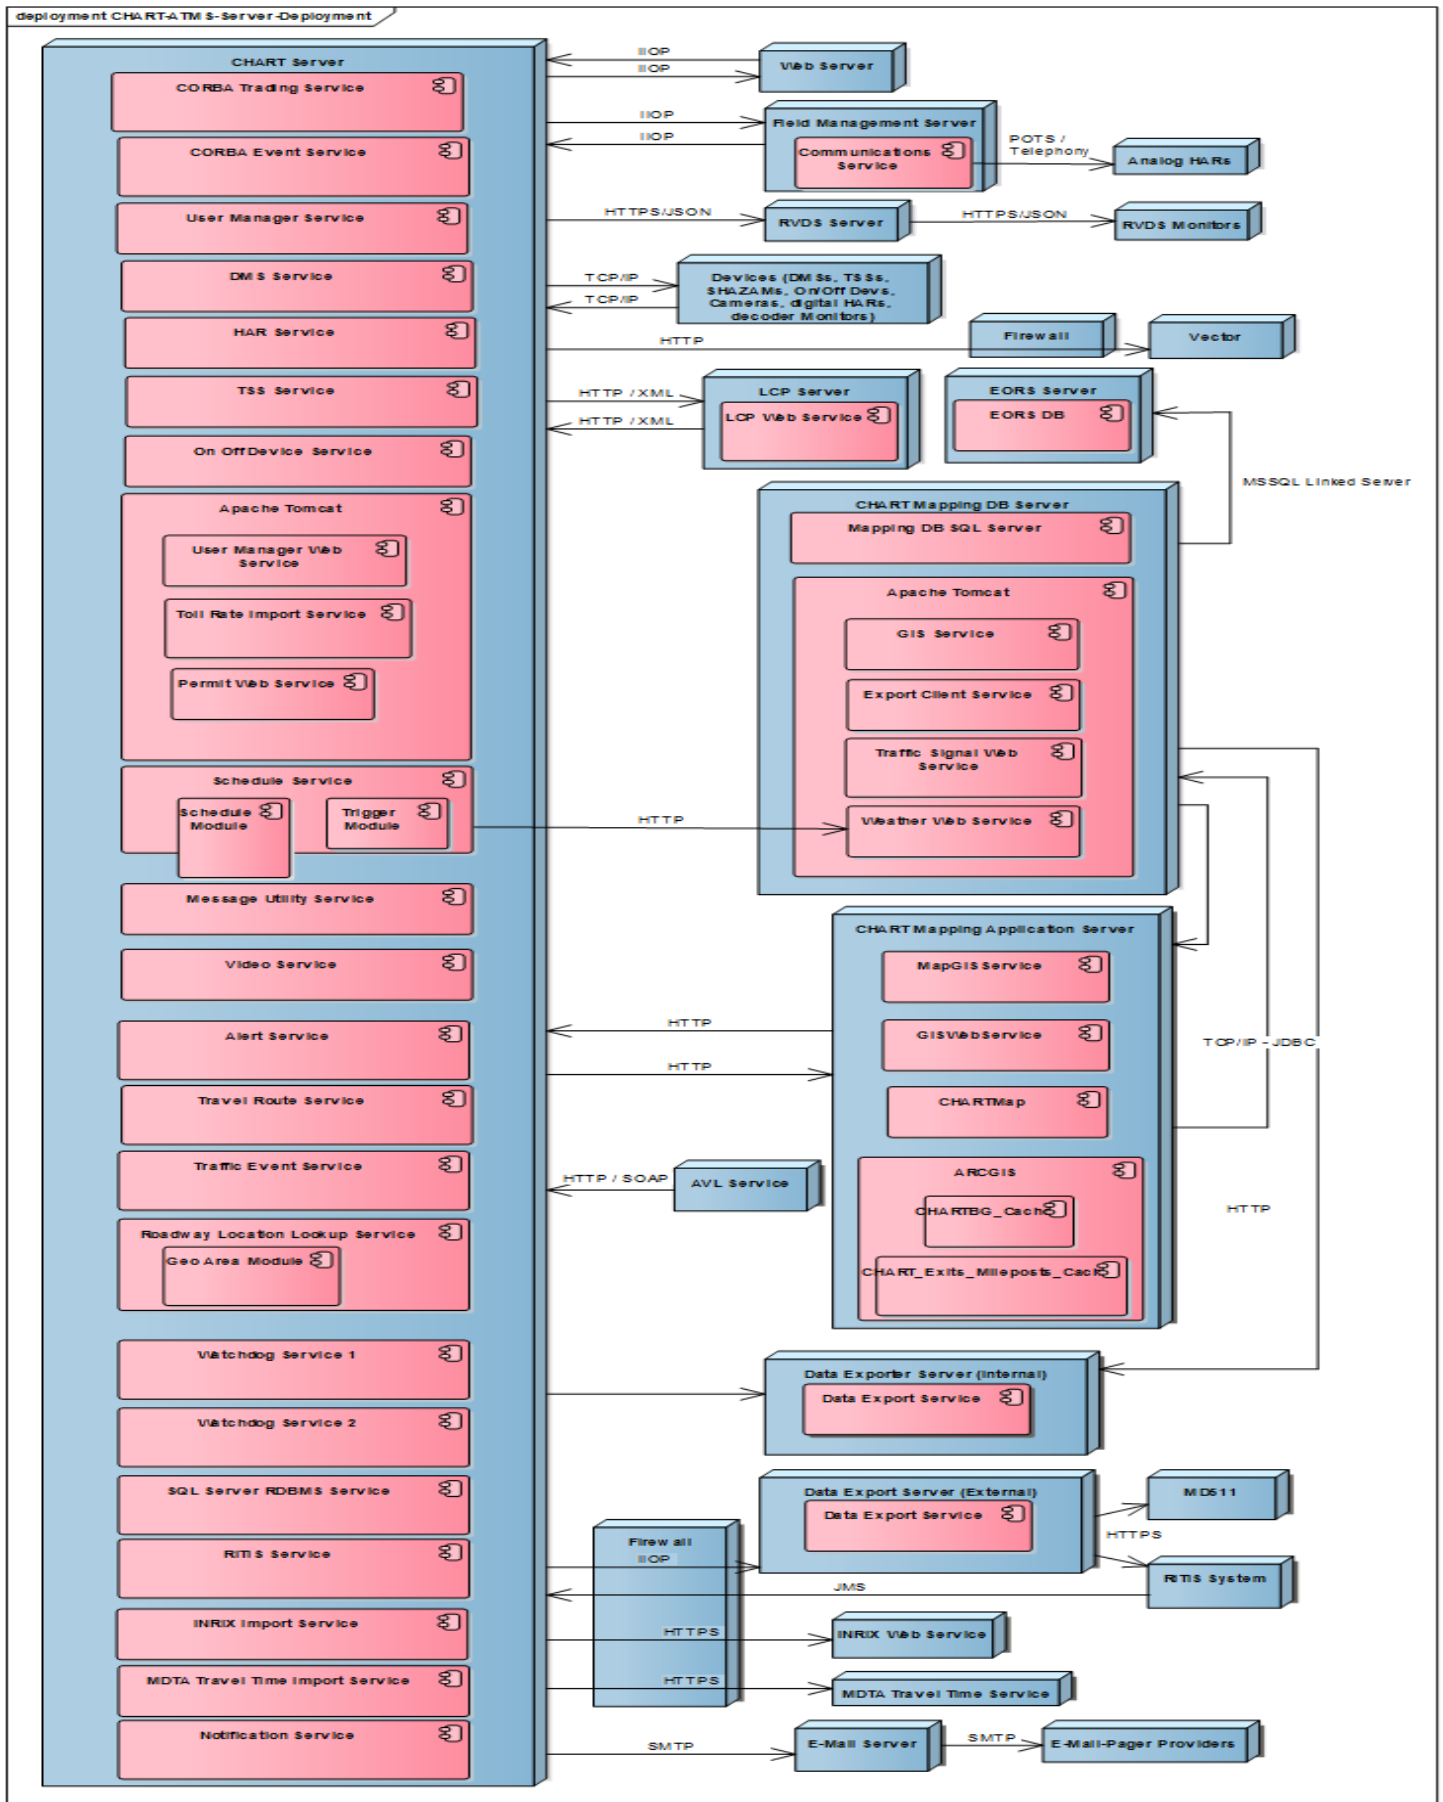 deployment CHART-ATMS-Server-Deployment
CHART Server
CORBA Trading Service
CORBA Event Service
User Manager Service
DMS Service
HAR Service
TSS Service
On Off Device Service
Apache Tomcat
User Manager Web
Service
Toll Rate Import Service
Permit Web Service
Schedule Service
Schedule
Module
Trigger
Module
Message Utility Service
Video Service
Alert Service
Travel Route Service
Traffic Event Service
Roadway Location Lookup Service
Geo Area Module
Watchdog Service 1
Watchdog Service 2
SQL Server RDBMS Service
RITIS Service
INRIX Import Service
MDTA Travel Time Import Service
Notification Service
IIOP
IIOP
Web Server
IIOP
IIOP
Field Management Server
Communications
Service
POTS /
Telephony
Analog HARs
HTTPS/JSON
RVDS Server
HTTPS/JSON
RVDS Monitors
TCP/IP
TCP/IP
Devices (DMSs, TSSs,
SHAZAMs, On/Off Devs,
Cameras, digital HARs,
decoder Monitors)
HTTP
Firewall
Vector
HTTP / XML
HTTP / XML
LCP Server
LCP Web Service
EORS Server
EORS DB
MSSQL Linked Server
CHART Mapping DB Server
Mapping DB SQL Server
Apache Tomcat
GIS Service
Export Client Service
Traffic Signal Web
Service
Weather Web Service
HTTP
CHART Mapping Application Server
MapGISService
GISWebService
CHARTMap
ARCGIS
CHARTBG_Cache
CHART_Exits_Mileposts_Cach
HTTP
HTTP
TCP/IP - JDBC
HTTP
HTTP / SOAP
AVL Service
Data Exporter Server (Internal)
Data Export Service
Data Export Server (External)
Data Export Service
MD511
HTTPS
RITIS System
Firewall
IIOP
JMS
HTTPS
INRIX Web Service
HTTPS
MDTA Travel Time Service
SMTP
E-Mail Server
SMTP
E-Mail-Pager Providers